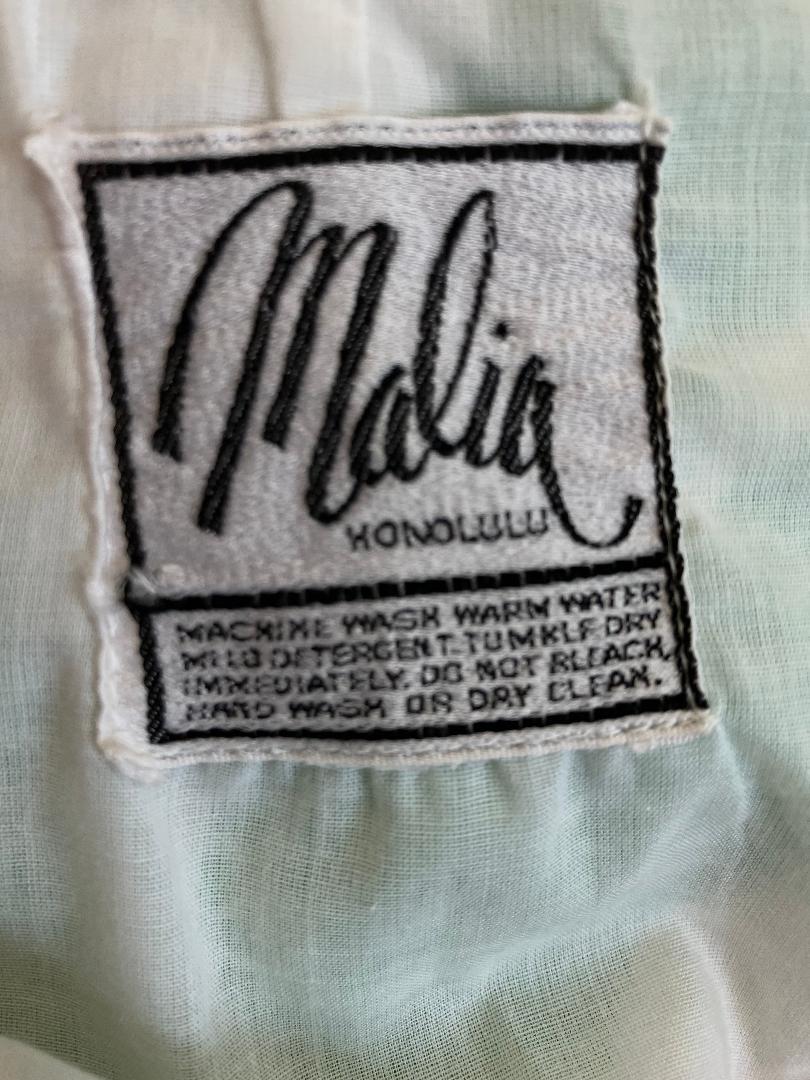 Malia
HONOLULU
MACHINE WASH WARM WATER
MILD DETERGENT. TUMBLE DRY
IMMEDIATELY. DO NOT BLEACH.
HAND WASH OR DRY CLEAN.